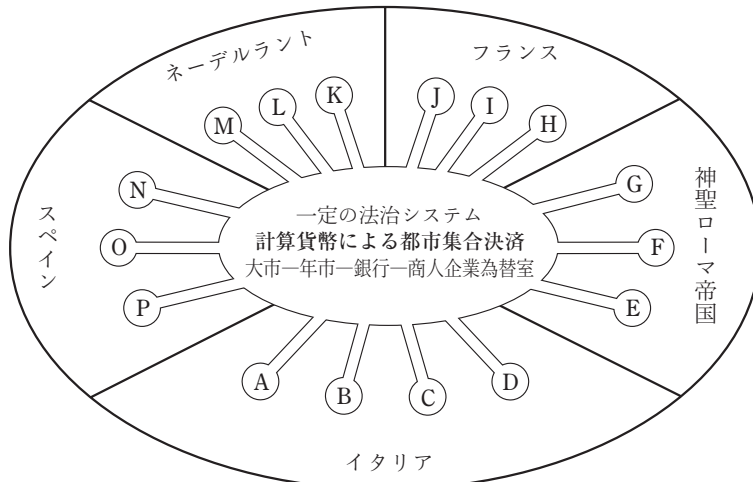 ネーデルラント
フランス
K
J
L
I
M
H
N
G
スペイン
神聖ローマ帝国
一定の法治システム
計算貨幣による都市集合決済
大市―年市―銀行―商人企業為替室
O
F
P
E
A
B
C
D
イタリア